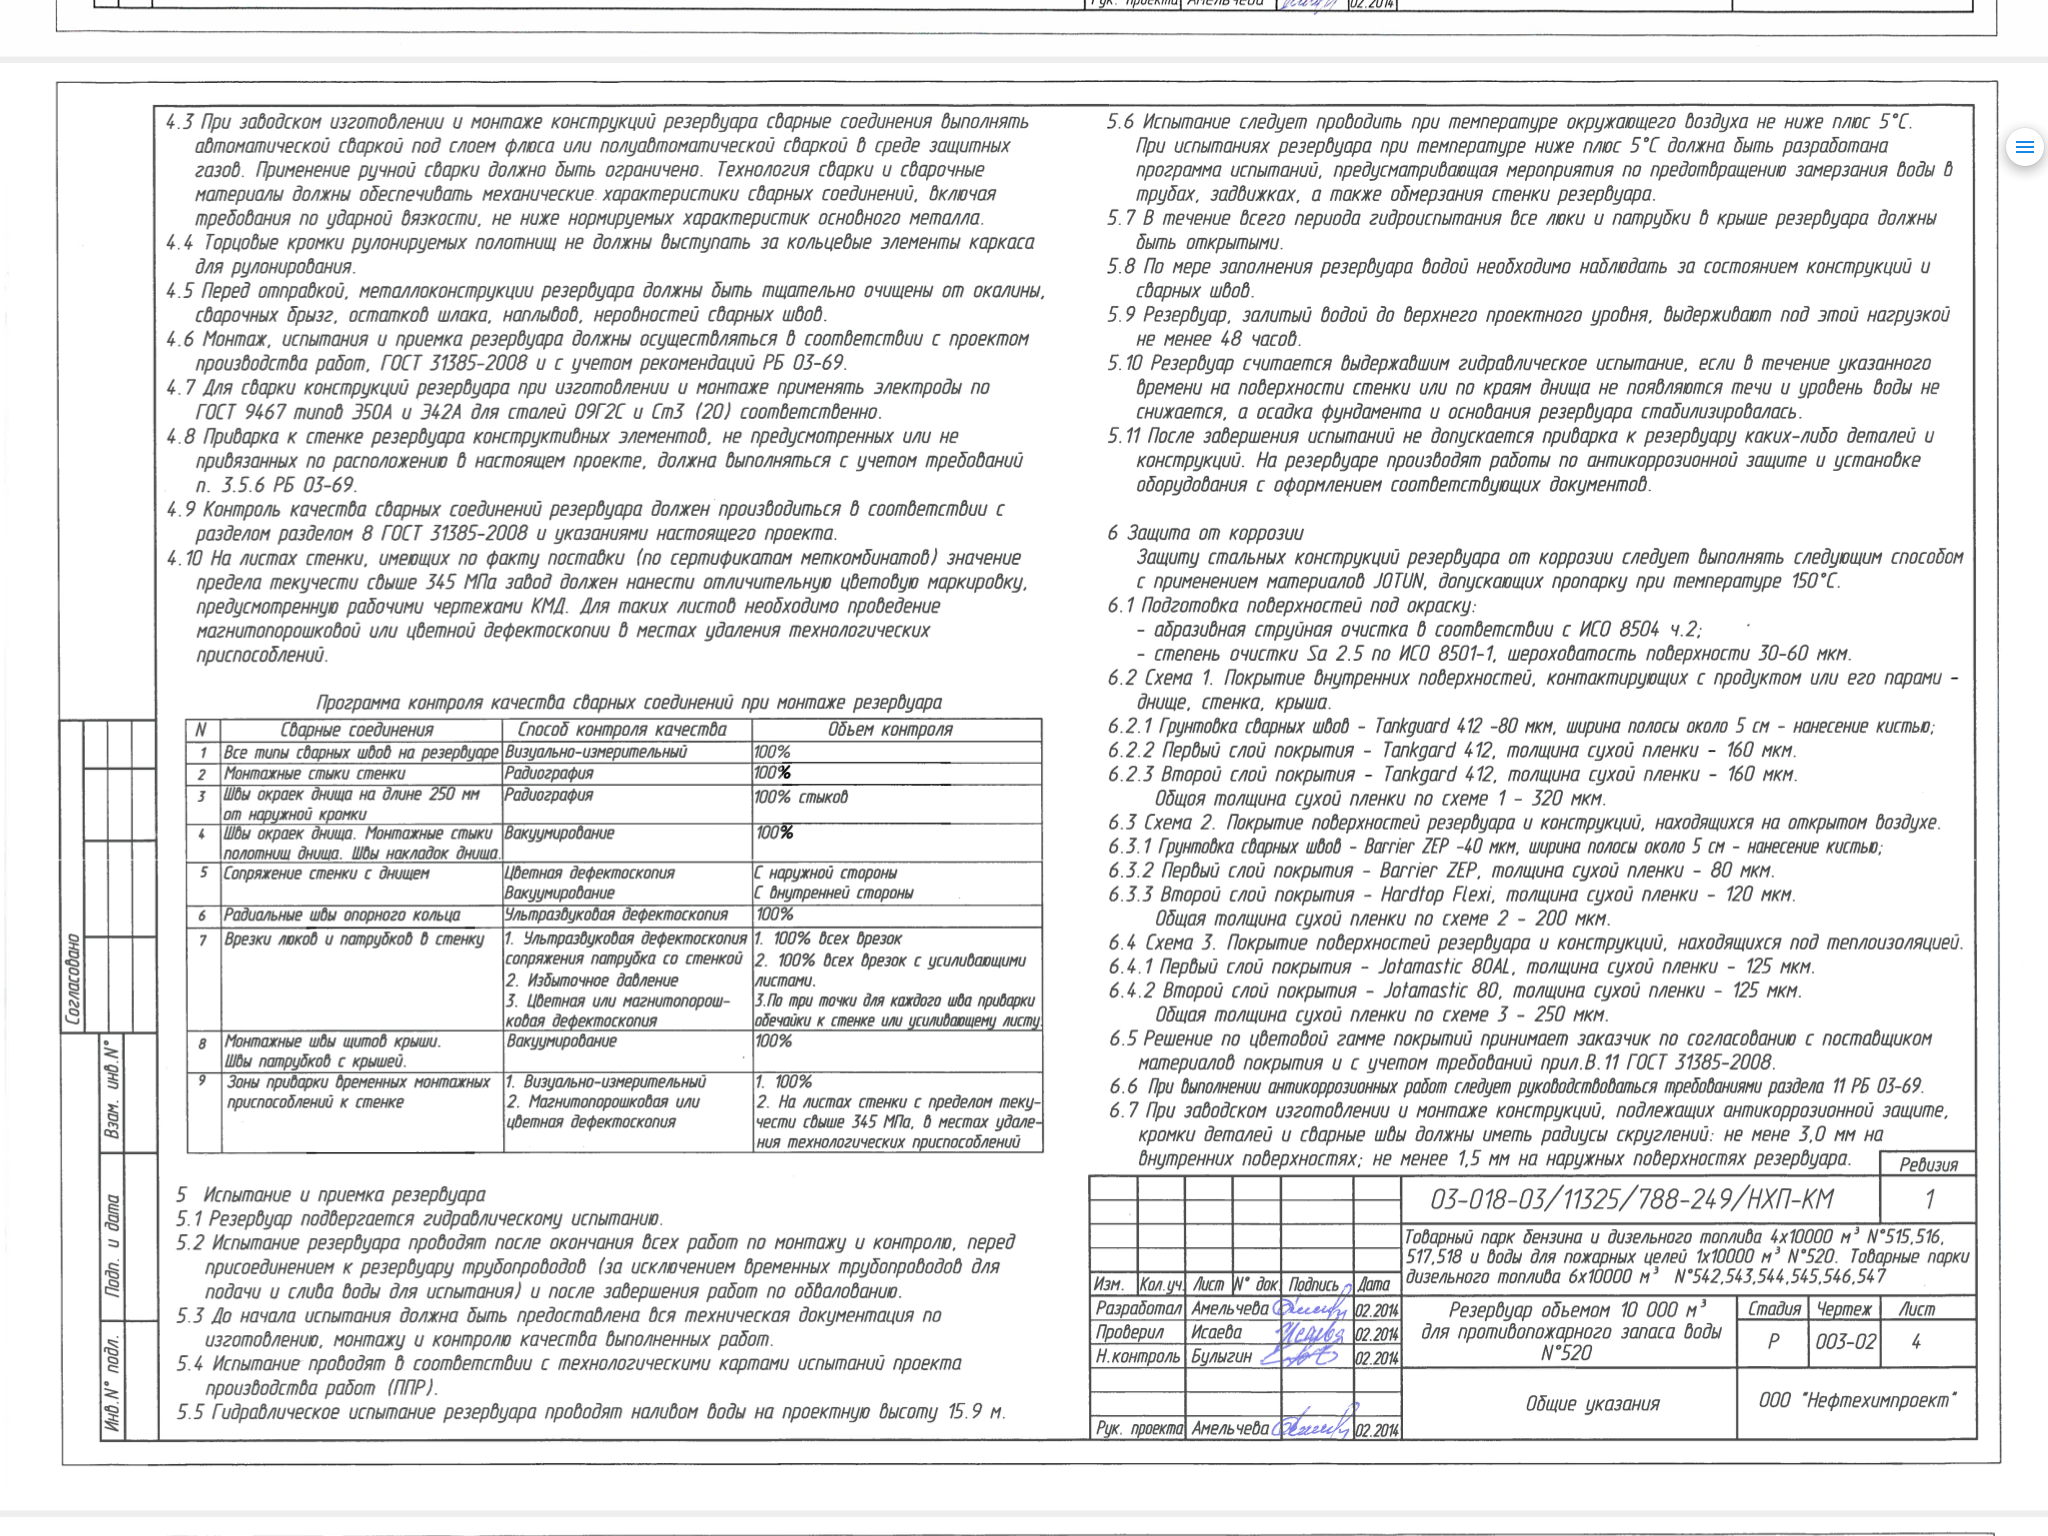 Рук. проекта Амельчева 02.2014
4.3 При заводском изготовлении и монтаже конструкций резервуара сварные соединения выполнять
автоматической сваркой под слоем флюса или полуавтоматической сваркой в среде защитных
газов. Применение ручной сварки должно быть ограничено. Технология сварки и сварочные
материалы должны обеспечивать механические характеристики сварных соединений, включая
требования по ударной вязкости, не ниже нормируемых характеристик основного металла.
4.4 Торцовые кромки рулонируемых полотнищ не должны выступать за кольцевые элементы каркаса
для рулонирования.
4.5 Перед отправкой, металлоконструкции резервуара должны быть тщательно очищены от окалины,
сварочных брызг, остатков шлака, наплывов, неровностей сварных швов.
4.6 Монтаж, испытания и приемка резервуара должны осуществляться в соответствии с проектом
производства работ, ГОСТ 31385-2008 и с учетом рекомендаций РБ 03-69.
4.7 Для сварки конструкций резервуара при изготовлении и монтаже применять электроды по
ГОСТ 9467 типов Э50А и Э42А для сталей 09Г2С и Ст3 (20) соответственно.
4.8 Приварка к стенке резервуара конструктивных элементов, не предусмотренных или не
привязанных по расположению в настоящем проекте, должна выполняться с учетом требований
п. 3.5.6 РБ 03-69.
4.9 Контроль качества сварных соединений резервуара должен производиться в соответствии с
разделом разделом 8 ГОСТ 31385-2008 и указаниями настоящего проекта.
4.10 На листах стенки, имеющих по факту поставки (по сертификатам меткомбинатов) значение
предела текучести свыше 345 МПа завод должен нанести отличительную цветовую маркировку,
предусмотренную рабочими чертежами КМД. Для таких листов необходимо проведение
магнитопорошковой или цветной дефектоскопии в местах удаления технологических
приспособлений.
Программа контроля качества сварных соединений при монтаже резервуара
N Сварные соединения Способ контроля качества Объем контроля
1 Все типы сварных швов на резервуаре Визуально-измерительный 100%
2 Монтажные стыки стенки Радиография 100%
3 Швы окраек днища на длине 250 мм Радиография 100% стыков
от наружной кромки
4 Швы окраек днища. Монтажные стыки Вакуумирование 100%
полотнищ днища. Швы накладок днища.
5 Сопряжение стенки с днищем Цветная дефектоскопия С наружной стороны
Вакуумирование С внутренней стороны
6 Радиальные швы опорного кольца Ультразвуковая дефектоскопия 100%
7 Врезки люков и патрубков в стенку 1. Ультразвуковая дефектоскопия 1. 100% всех врезок
сопряжения патрубка со стенкой 2. 100% всех врезок с усиливающими
2. Избыточное давление листами.
3. Цветная или магнитопорош- 3.По три точки для каждого шва приварки
ковая дефектоскопия обечайки к стенке или усиливающему листу.
8 Монтажные швы щитов крыши. Вакуумирование 100%
Швы патрубков с крышей.
9 Зоны приварки временных монтажных 1. Визуально-измерительный 1. 100%
приспособлений к стенке 2. Магнитопорошковая или 2. На листах стенки с пределом теку-
цветная дефектоскопия чести свыше 345 МПа, в местах удале-
ния технологических приспособлений
5 Испытание и приемка резервуара
5.1 Резервуар подвергается гидравлическому испытанию.
5.2 Испытание резервуара проводят после окончания всех работ по монтажу и контролю, перед
присоединением к резервуару трубопроводов (за исключением временных трубопроводов для
подачи и слива воды для испытания) и после завершения работ по обвалованию.
5.3 До начала испытания должна быть предоставлена вся техническая документация по
изготовлению, монтажу и контролю качества выполненных работ.
5.4 Испытание проводят в соответствии с технологическими картами испытаний проекта
производства работ (ППР).
5.5 Гидравлическое испытание резервуара проводят наливом воды на проектную высоту 15.9 м.
5.6 Испытание следует проводить при температуре окружающего воздуха не ниже плюс 5°С.
При испытаниях резервуара при температуре ниже плюс 5°С должна быть разработана
программа испытаний, предусматривающая мероприятия по предотвращению замерзания воды в
трубах, задвижках, а также обмерзания стенки резервуара.
5.7 В течение всего периода гидроиспытания все люки и патрубки в крыше резервуара должны
быть открытыми.
5.8 По мере заполнения резервуара водой необходимо наблюдать за состоянием конструкций и
сварных швов.
5.9 Резервуар, залитый водой до верхнего проектного уровня, выдерживают под этой нагрузкой
не менее 48 часов.
5.10 Резервуар считается выдержавшим гидравлическое испытание, если в течение указанного
времени на поверхности стенки или по краям днища не появляются течи и уровень воды не
снижается, а осадка фундамента и основания резервуара стабилизировалась.
5.11 После завершения испытаний не допускается приварка к резервуару каких-либо деталей и
конструкций. На резервуаре производят работы по антикоррозионной защите и установке
оборудования с оформлением соответствующих документов.
6 Защита от коррозии
Защиту стальных конструкций резервуара от коррозии следует выполнять следующим способом
с применением материалов JOTUN, допускающих пропарку при температуре 150°С.
6.1 Подготовка поверхностей под окраску:
- абразивная струйная очистка в соответствии с ИСО 8504 ч.2;
- степень очистки Sa 2.5 по ИСО 8501-1, шероховатость поверхности 30-60 мкм.
6.2 Схема 1. Покрытие внутренних поверхностей, контактирующих с продуктом или его парами -
днище, стенка, крыша.
6.2.1 Грунтовка сварных швов - Tankguard 412 -80 мкм, ширина полосы около 5 см - нанесение кистью;
6.2.2 Первый слой покрытия - Tankgard 412, толщина сухой пленки - 160 мкм.
6.2.3 Второй слой покрытия - Tankgard 412, толщина сухой пленки - 160 мкм.
Общоя толщина сухой пленки по схеме 1 - 320 мкм.
6.3 Схема 2. Покрытие поверхностей резервуара и конструкций, находящихся на открытом воздухе.
6.3.1 Грунтовка сварных швов - Barrier ZEP -40 мкм, ширина полосы около 5 см - нанесение кистью;
6.3.2 Первый слой покрытия - Barrier ZEP, толщина сухой пленки - 80 мкм.
6.3.3 Второй слой покрытия - Hardtop Flexi, толщина сухой пленки - 120 мкм.
Общая толщина сухой пленки по схеме 2 - 200 мкм.
6.4 Схема 3. Покрытие поверхностей резервуара и конструкций, находящихся под теплоизоляцией.
6.4.1 Первый слой покрытия - Jotamastic 80AL, толщина сухой пленки - 125 мкм.
6.4.2 Второй слой покрытия - Jotamastic 80, толщина сухой пленки - 125 мкм.
Общая толщина сухой пленки по схеме 3 - 250 мкм.
6.5 Решение по цветовой гамме покрытий принимает заказчик по согласованию с поставщиком
материалов покрытия и с учетом требований прил.В.11 ГОСТ 31385-2008.
6.6 При выполнении антикоррозионных работ следует руководствоваться требованиями раздела 11 РБ 03-69.
6.7 При заводском изготовлении и монтаже конструкций, подлежащих антикоррозионной защите,
кромки деталей и сварные швы должны иметь радиусы скруглений: не мене 3,0 мм на
внутренних поверхностях; не менее 1,5 мм на наружных поверхностях резервуара.
Ревизия
03-018-03/11325/788-249/НХП-КМ 1
Товарный парк бензина и дизельного топлива 4х10000 м³ N°515,516,
517,518 и воды для пожарных целей 1х10000 м³ N°520. Товарные парки
дизельного топлива 6х10000 м³ N°542,543,544,545,546,547
Изм. Кол.уч. Лист N° док Подпись Дата
Разработал Амельчева 02.2014
Проверил Исаева 02.2014
Н.контроль Булыгин 02.2014
Рук. проекта Амельчева 02.2014
Резервуар объемом 10 000 м³
для противопожарного запаса воды
N°520
Стадия Чертеж Лист
Р 003-02 4
Общие указания
ООО "Нефтехимпроект"
Согласовано
Взам. инв.N°
Подп. и дата
Инв.N° подл.